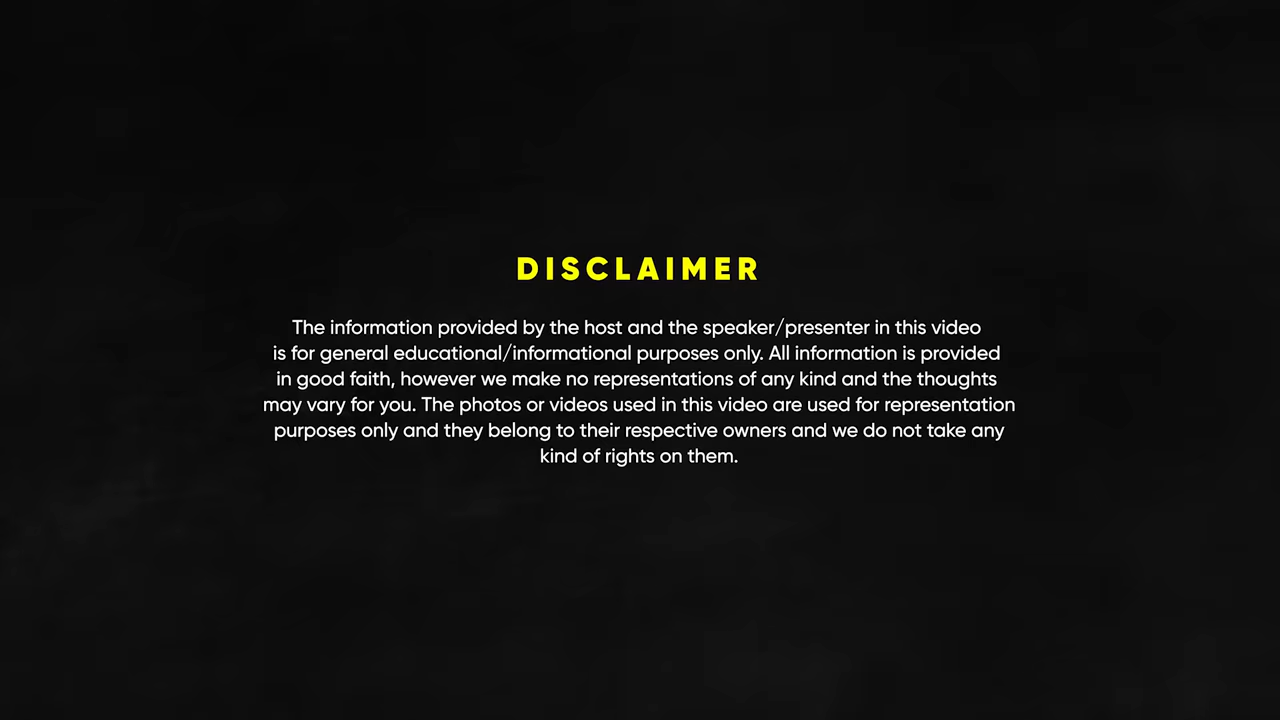 DISCLAIMER
The information provided by the host and the speaker/presenter in this video
is for general educational/informational purposes only. All information is provided
in good faith, however we make no representations of any kind and the thoughts
may vary for you. The photos or videos used in this video are used for representation
purposes only and they belong to their respective owners and we do not take any
kind of rights on them.